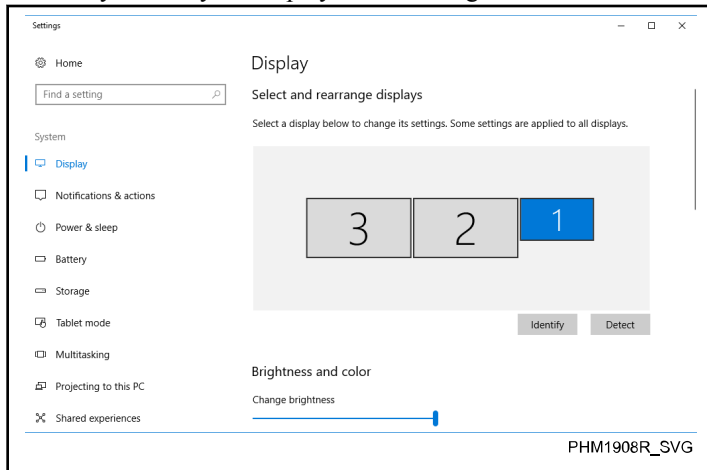 Settings
Home
Find a setting
System
Display
Notifications & actions
Power & sleep
Battery
Storage
Tablet mode
Multitasking
Projecting to this PC
Shared experiences
Display
Select and rearrange displays
Select a display below to change its settings. Some settings are applied to all displays.
3 2 1
Identify Detect
Brightness and color
Change brightness
PHM1908R_SVG